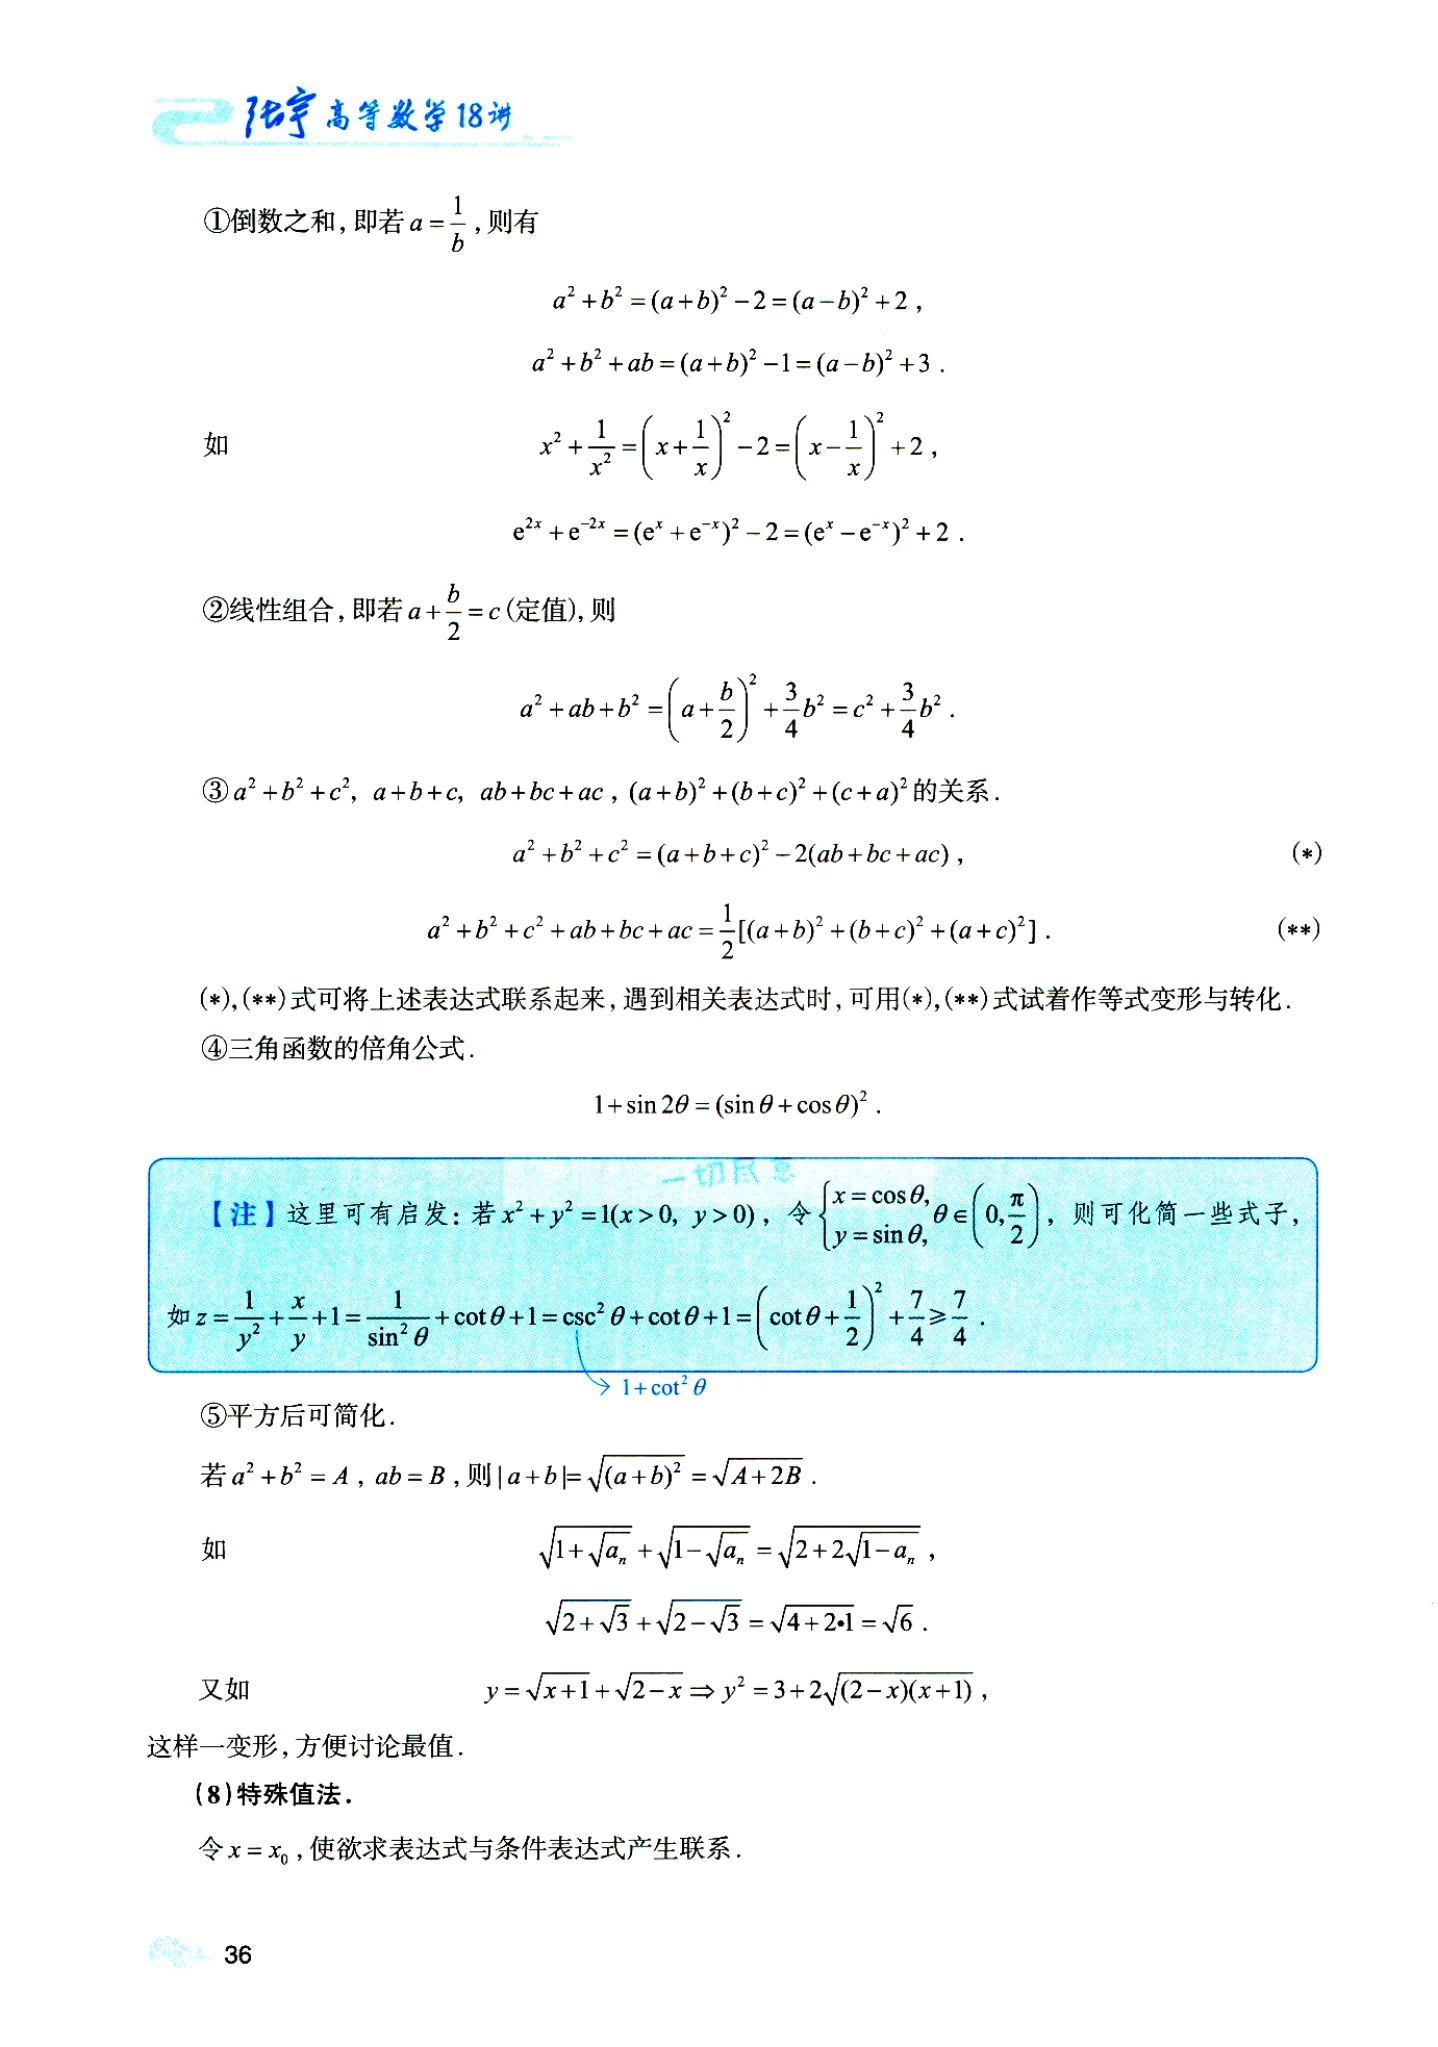 张宇高等数学18讲
①倒数之和,即若 $a=\frac{1}{b}$,则有
$a^2+b^2=(a+b)^2-2=(a-b)^2+2$,
$a^2+b^2+ab=(a+b)^2-1=(a-b)^2+3$.
如 $x^2+\frac{1}{x^2}=\left(x+\frac{1}{x}\right)^2-2=\left(x-\frac{1}{x}\right)^2+2$,
$e^{2x}+e^{-2x}=(e^x+e^{-x})^2-2=(e^x-e^{-x})^2+2$.
②线性组合,即若 $a+\frac{b}{2}=c$(定值),则
$a^2+ab+b^2=\left(a+\frac{b}{2}\right)^2+\frac{3}{4}b^2=c^2+\frac{3}{4}b^2$.
③ $a^2+b^2+c^2$, $a+b+c$, $ab+bc+ac$, $(a+b)^2+(b+c)^2+(c+a)^2$ 的关系.
$a^2+b^2+c^2=(a+b+c)^2-2(ab+bc+ac)$, (*)
$a^2+b^2+c^2+ab+bc+ac=\frac{1}{2}[(a+b)^2+(b+c)^2+(a+c)^2]$. (**)
(*),(**)式可将上述表达式联系起来,遇到相关表达式时,可用(*),(**)式试着作等式变形与转化.
④三角函数的倍角公式.
$1+\sin 2\theta=(\sin\theta+\cos\theta)^2$.
【注】这里可有启发:若 $x^2+y^2=1(x>0, y>0)$,令 $\begin{cases}x=\cos\theta,\\y=\sin\theta,\end{cases}\theta\in\left(0,\frac{\pi}{2}\right)$,则可化简一些式子,
如 $z=\frac{1}{y^2}+\frac{x}{y}+1=\frac{1}{\sin^2\theta}+\cot\theta+1=\csc^2\theta+\cot\theta+1=\left(\cot\theta+\frac{1}{2}\right)^2+\frac{7}{4}\geqslant\frac{7}{4}$.
$1+\cot^2\theta$
⑤平方后可简化.
若 $a^2+b^2=A$, $ab=B$,则 $|a+b|=\sqrt{(a+b)^2}=\sqrt{A+2B}$.
如 $\sqrt{1+\sqrt{a_n}}+\sqrt{1-\sqrt{a_n}}=\sqrt{2+2\sqrt{1-a_n}}$,
$\sqrt{2+\sqrt{3}}+\sqrt{2-\sqrt{3}}=\sqrt{4+2\cdot 1}=\sqrt{6}$.
又如 $y=\sqrt{x+1}+\sqrt{2-x}\Rightarrow y^2=3+2\sqrt{(2-x)(x+1)}$,
这样一变形,方便讨论最值.
(8)特殊值法.
令 $x=x_0$,使欲求表达式与条件表达式产生联系.
36